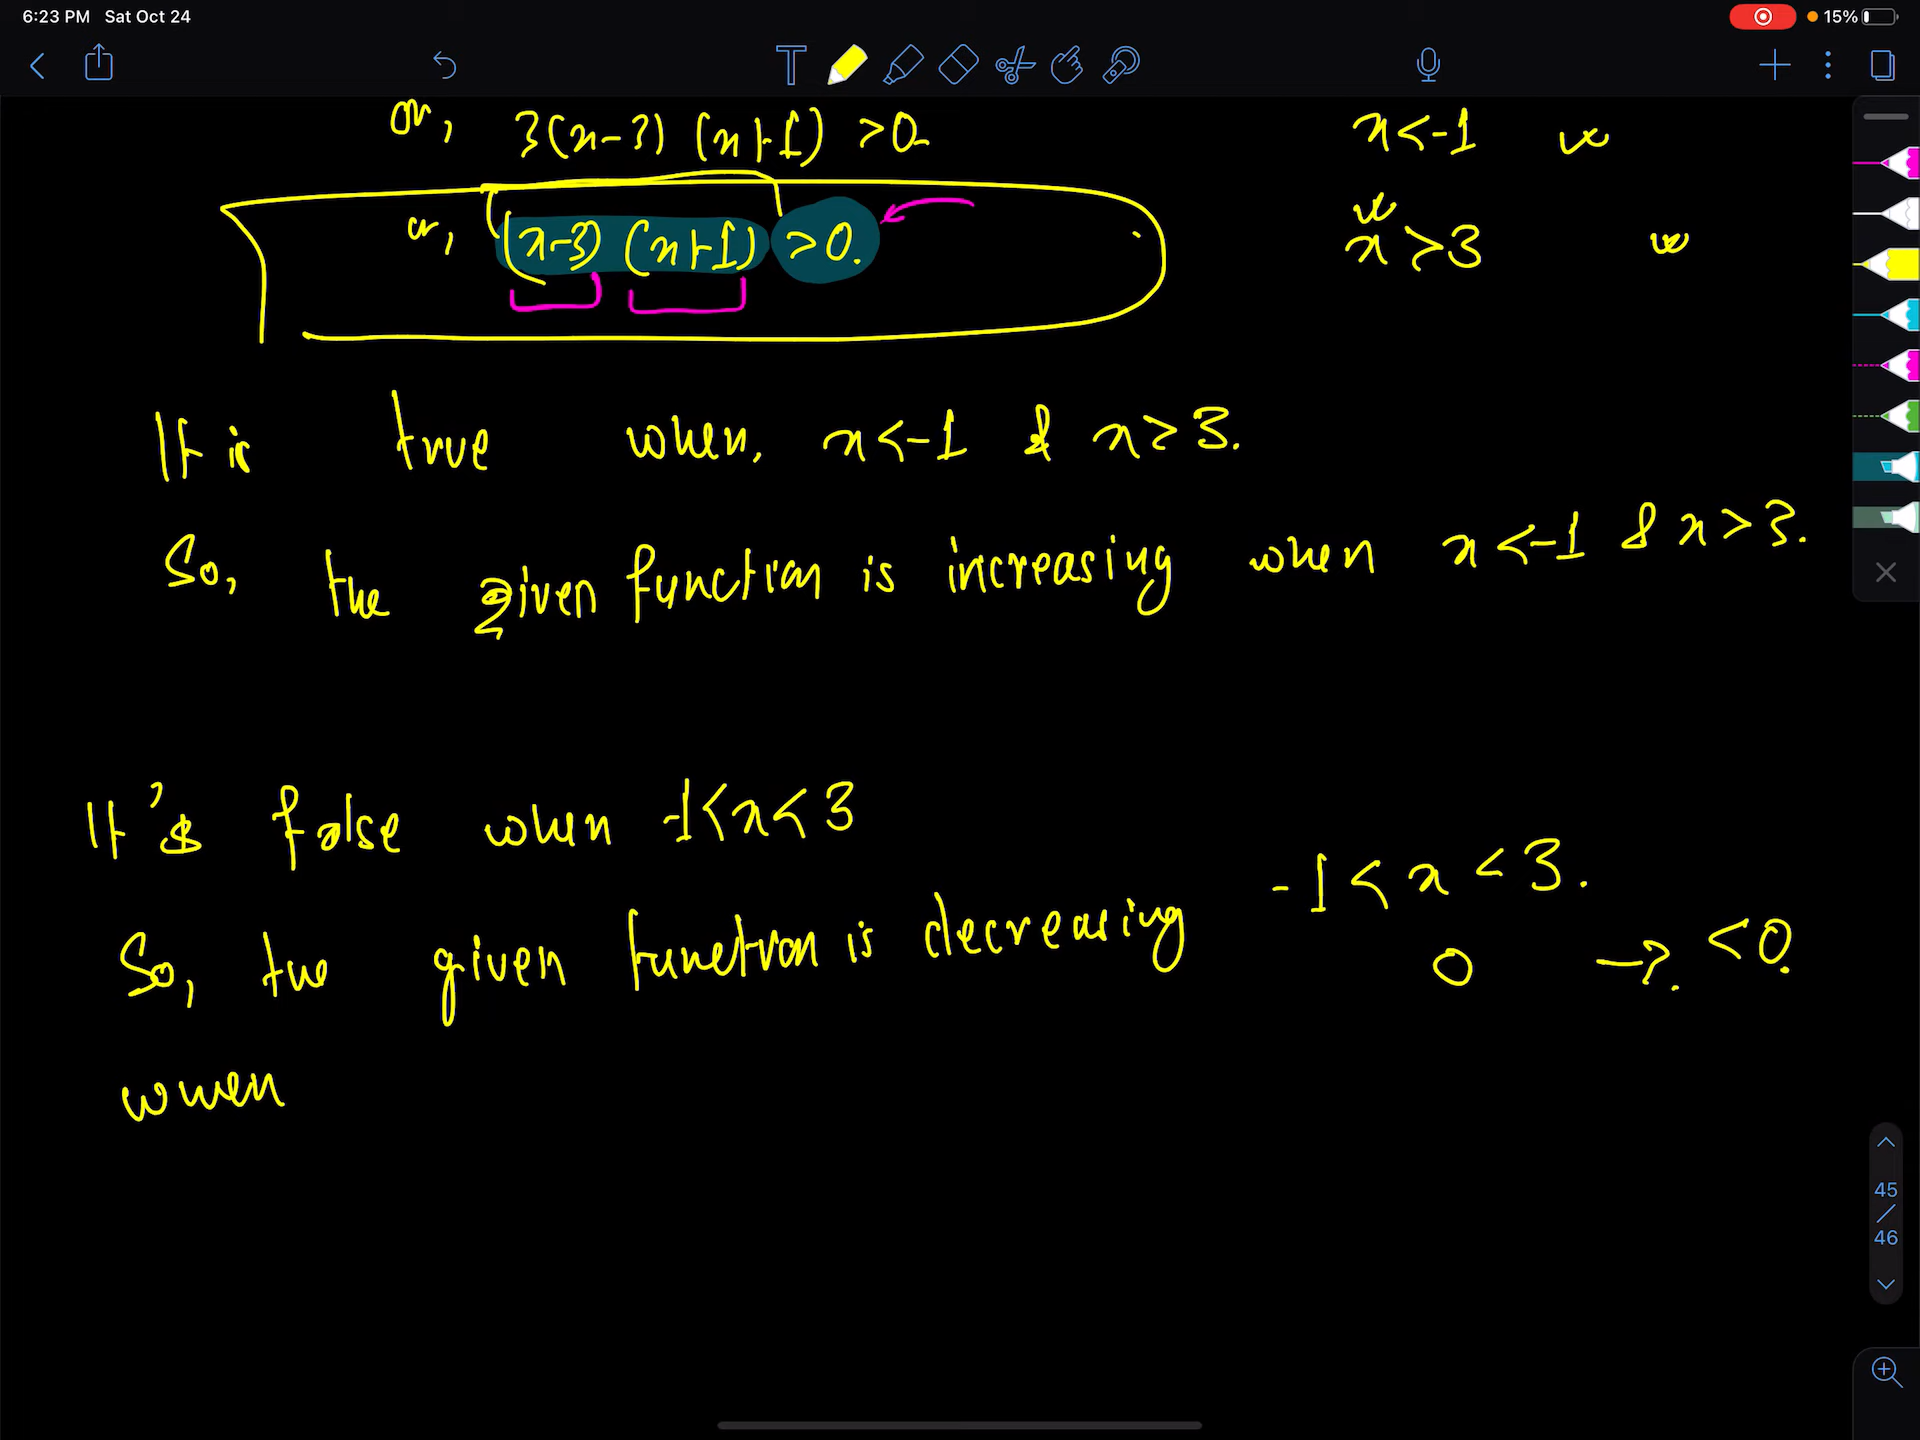 6:23 PM Sat Oct 24
15%
or, 3(x-3) (x+1) >0
x<-1
or, (x-3) (x+1) >0.
x>3
It is true when, x<-1 & x>3.
So, the given function is increasing when x<-1 & x>3.
It's false when -1<x<3
-1<x<3.
So, the given function is decreasing
0 →? <0.
when
45
/
46